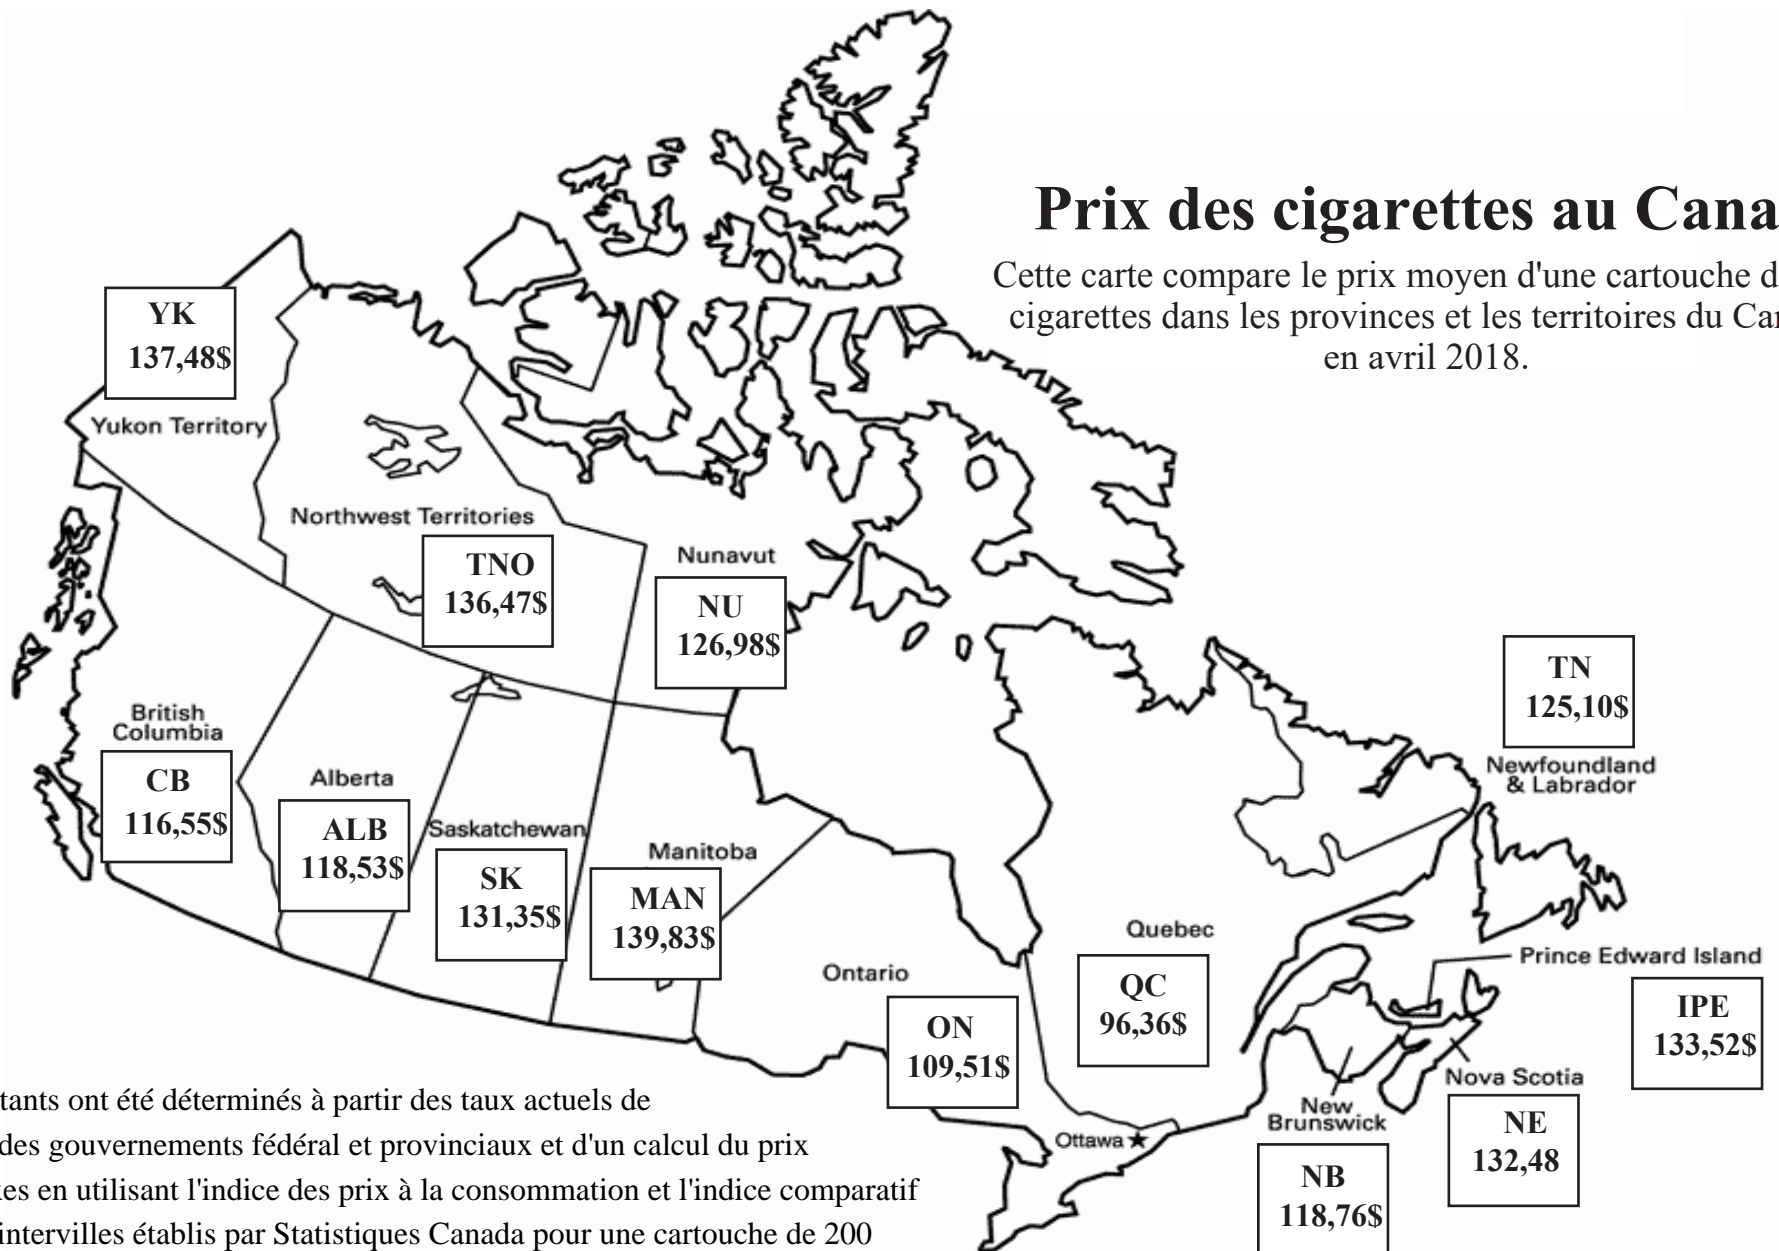 Prix des cigarettes au Cana
Cette carte compare le prix moyen d'une cartouche d
cigarettes dans les provinces et les territoires du Ca
en avril 2018.
YK
137,48$
Yukon Territory
Northwest Territories
TNO
136,47$
Nunavut
NU
126,98$
TN
125,10$
Newfoundland
& Labrador
British
Columbia
CB
116,55$
Alberta
ALB
118,53$
Saskatchewan
SK
131,35$
Manitoba
MAN
139,83$
Ontario
ON
109,51$
Quebec
QC
96,36$
Prince Edward Island
IPE
133,52$
Nova Scotia
NE
132,48
New
Brunswick
NB
118,76$
Ottawa
tants ont été déterminés à partir des taux actuels de
des gouvernements fédéral et provinciaux et d'un calcul du prix
es en utilisant l'indice des prix à la consommation et l'indice comparatif
intervilles établis par Statistiques Canada pour une cartouche de 200